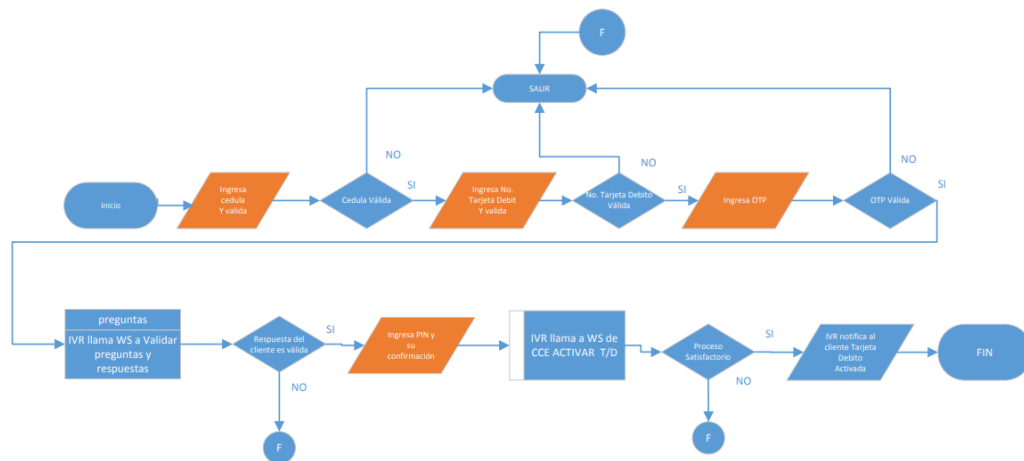 F
SALIR
NO
NO
NO
SI
SI
SI
Inicio
Ingresa
cedula
Y valida
Cedula Válida
Ingresa No.
Tarjeta Debit
Y valida
No. Tarjeta Debito
Válida
Ingresa OTP
OTP Válida
preguntas
IVR llama WS a Validar
preguntas y
respuestas
Respuesta del
cliente es válida
SI
NO
F
Ingresa PIN y
su
confirmación
IVR llama a WS de
CCE ACTIVAR T/D
Proceso
Satisfactorio
SI
NO
F
IVR notifica al
cliente Tarjeta
Debito
Activada
FIN